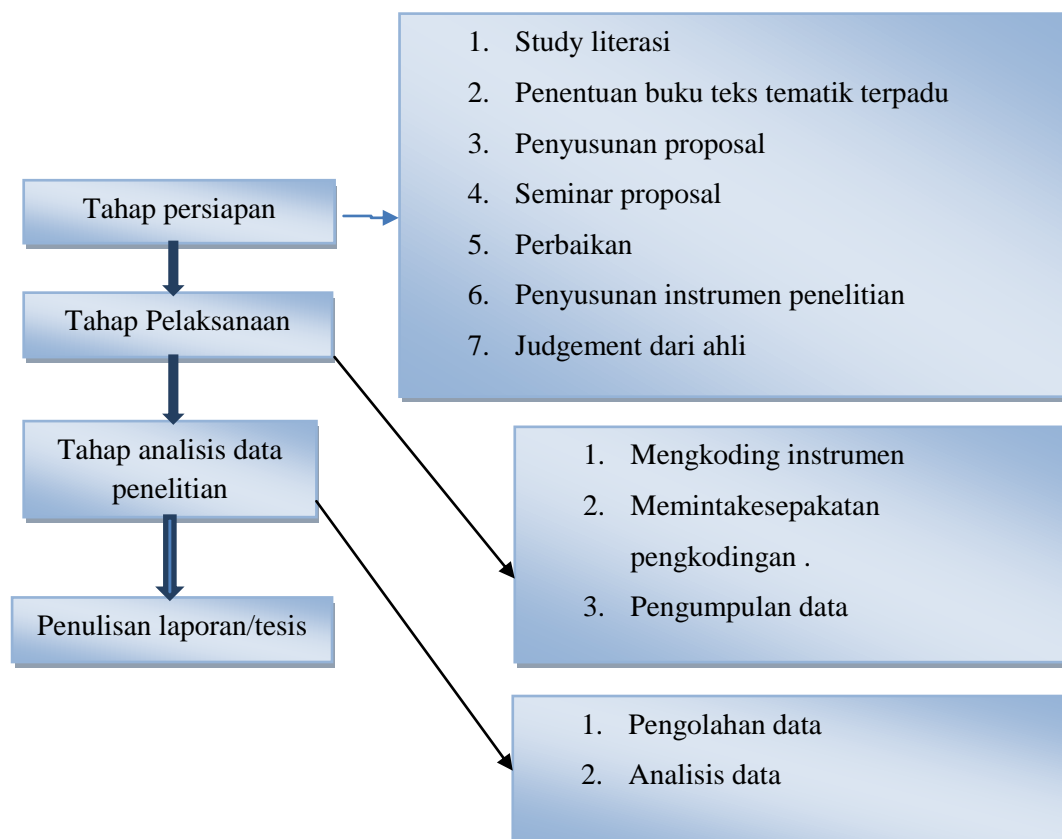 1. Study literasi
2. Penentuan buku teks tematik terpadu
3. Penyusunan proposal
4. Seminar proposal
5. Perbaikan
6. Penyusunan instrumen penelitian
7. Judgement dari ahli
Tahap persiapan
Tahap Pelaksanaan
Tahap analisis data
penelitian
Penulisan laporan/tesis
1. Mengkoding instrumen
2. Memintakesepakatan
pengkodingan .
3. Pengumpulan data
1. Pengolahan data
2. Analisis data